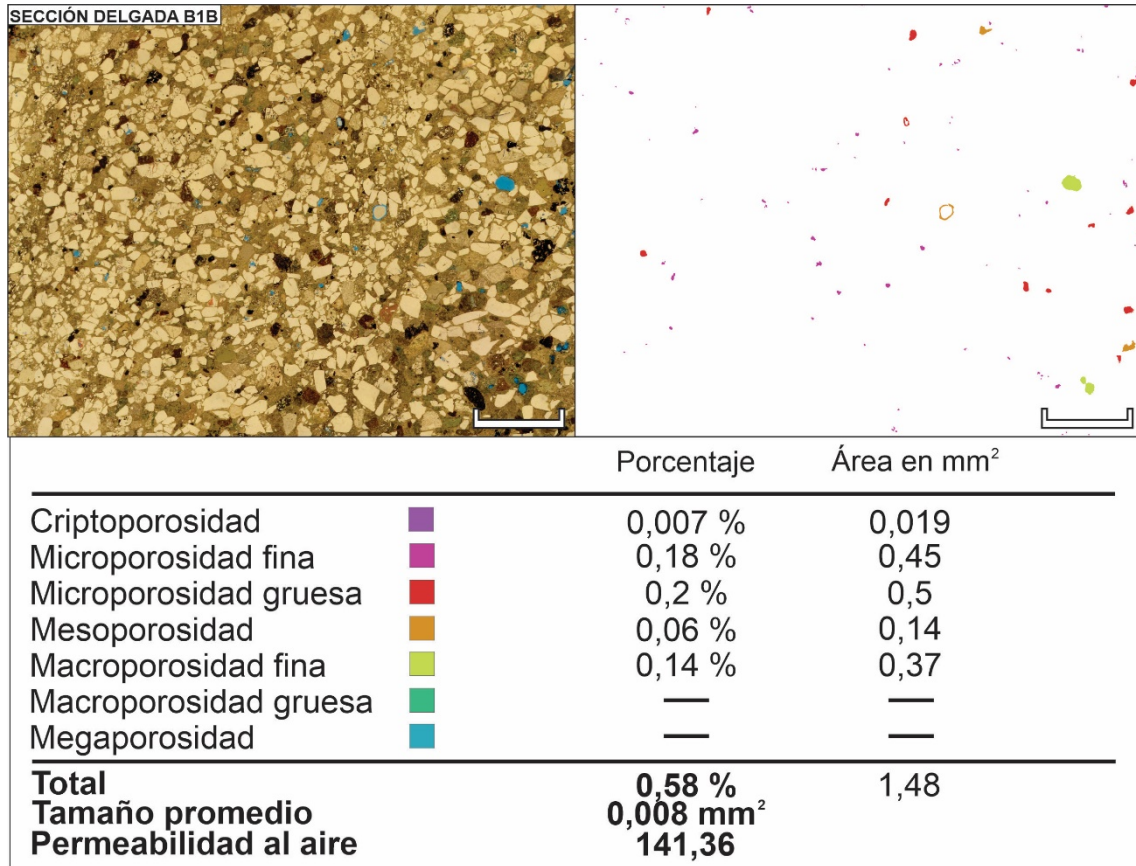 SECCIÓN DELGADA B1B
Porcentaje Área en mm²
Criptoporosidad 0,007 % 0,019
Microporosidad fina 0,18 % 0,45
Microporosidad gruesa 0,2 % 0,5
Mesoporosidad 0,06 % 0,14
Macroporosidad fina 0,14 % 0,37
Macroporosidad gruesa — —
Megaporosidad — —
Total 0,58 % 1,48
Tamaño promedio 0,008 mm²
Permeabilidad al aire 141,36